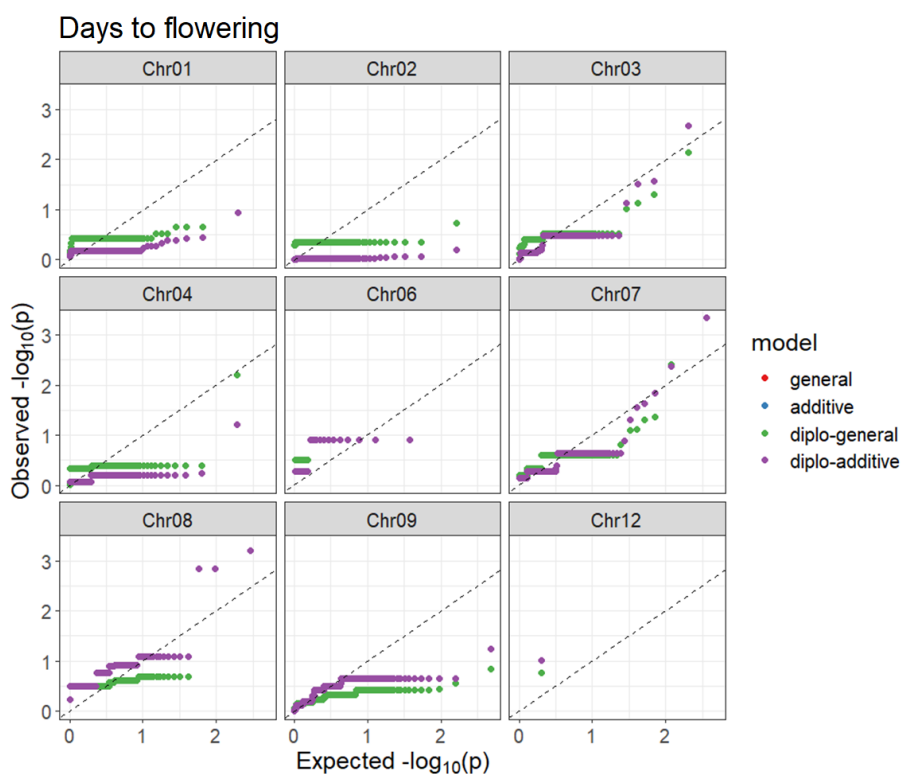 Days to flowering
Chr01 Chr02 Chr03
3
2
1
0
Chr04 Chr06 Chr07
3
2
1
0
Chr08 Chr09 Chr12
3
2
1
0
0 1 2 0 1 2 0 1 2
Observed -log10(p)
Expected -log10(p)
model
general
additive
diplo-general
diplo-additive